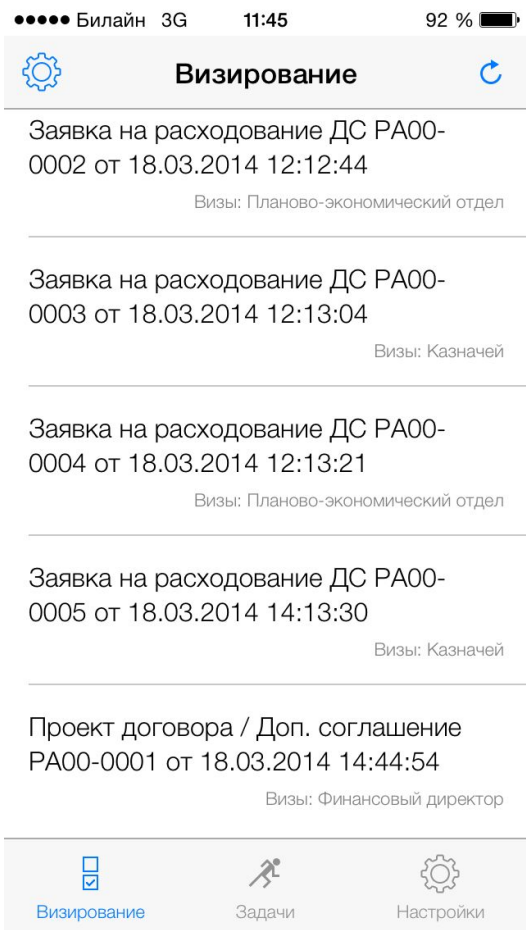 Билайн 3G 11:45 92 %
Визирование
Заявка на расходование ДС РА00-
0002 от 18.03.2014 12:12:44
Визы: Планово-экономический отдел
Заявка на расходование ДС РА00-
0003 от 18.03.2014 12:13:04
Визы: Казначей
Заявка на расходование ДС РА00-
0004 от 18.03.2014 12:13:21
Визы: Планово-экономический отдел
Заявка на расходование ДС РА00-
0005 от 18.03.2014 14:13:30
Визы: Казначей
Проект договора / Доп. соглашение
РА00-0001 от 18.03.2014 14:44:54
Визы: Финансовый директор
Визирование Задачи Настройки